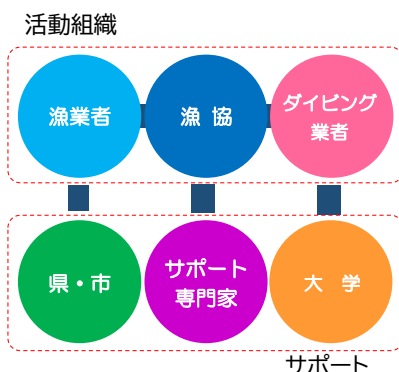 活動組織
漁業者
漁 協
ダイビング
業者
県・市
サポート
専門家
大 学
サポート